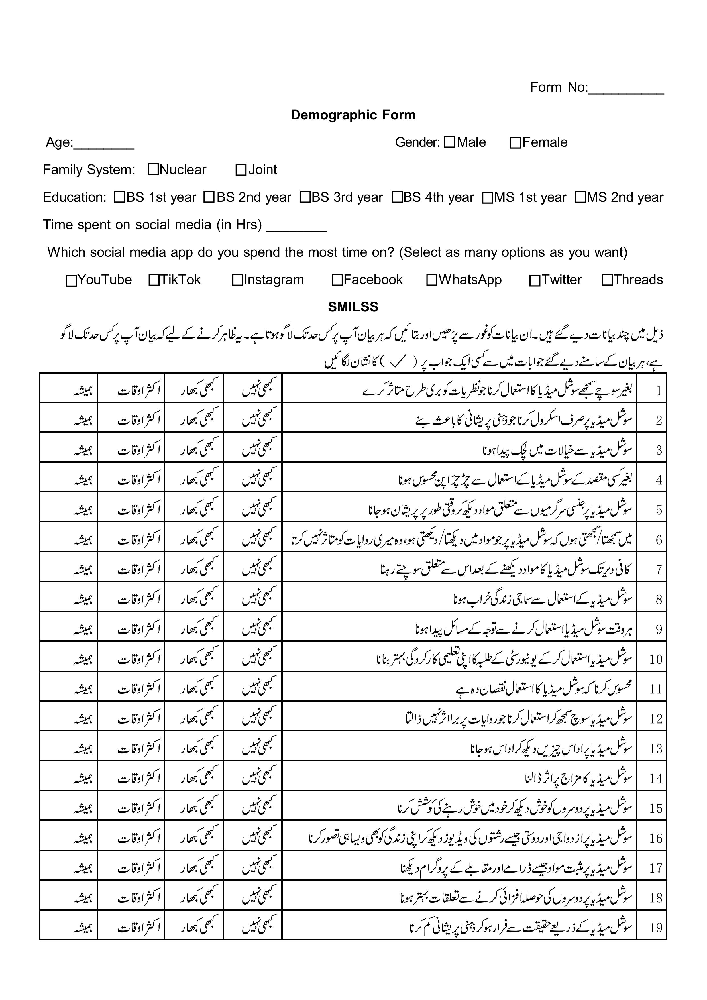 Form No:__________
Demographic Form
Age:________ Gender: ☐Male ☐Female
Family System: ☐Nuclear ☐Joint
Education: ☐BS 1st year ☐BS 2nd year ☐BS 3rd year ☐BS 4th year ☐MS 1st year ☐MS 2nd year
Time spent on social media (in Hrs) ________
Which social media app do you spend the most time on? (Select as many options as you want)
☐YouTube ☐TikTok ☐Instagram ☐Facebook ☐WhatsApp ☐Twitter ☐Threads
SMILSS
ذیل میں چند بیانات دیے گئے ہیں۔ ان بیانات کو غور سے پڑھیں اور بتائیں کہ ہر بیان آپ پر کس حد تک لاگو ہوتا ہے۔ یہ ظاہر کرنے کے لیے کہ بیان آپ پر کس حد تک لاگو
ہے، ہر بیان کے سامنے دیے گئے جوابات میں سے کسی ایک جواب پر (✓) کا نشان لگائیں
1 بغیر سوچے سمجھے سوشل میڈیا کا استعمال کرنا جو نظریات کو بری طرح متاثر کرے کبھی نہیں کبھی کبھار اکثر اوقات ہمیشہ
2 سوشل میڈیا پر صرف اسکرول کرنا جو ذہنی پریشانی کا باعث بنے کبھی نہیں کبھی کبھار اکثر اوقات ہمیشہ
3 سوشل میڈیا سے خیالات میں لچک پیدا ہونا کبھی نہیں کبھی کبھار اکثر اوقات ہمیشہ
4 بغیر کسی مقصد کے سوشل میڈیا کے استعمال سے چڑچڑا پن محسوس ہونا کبھی نہیں کبھی کبھار اکثر اوقات ہمیشہ
5 سوشل میڈیا پر جنسی سرگرمیوں سے متعلق مواد دیکھ کر وقتی طور پر پریشان ہو جانا کبھی نہیں کبھی کبھار اکثر اوقات ہمیشہ
6 میں سمجھتا/سمجھتی ہوں کہ سوشل میڈیا پر جو مواد میں دیکھتا/دیکھتی ہو، وہ میری روایات کو متاثر نہیں کرتا کبھی نہیں کبھی کبھار اکثر اوقات ہمیشہ
7 کافی دیر تک سوشل میڈیا کا مواد دیکھنے کے بعد اس سے متعلق سوچتے رہنا کبھی نہیں کبھی کبھار اکثر اوقات ہمیشہ
8 سوشل میڈیا کے استعمال سے سماجی زندگی خراب ہونا کبھی نہیں کبھی کبھار اکثر اوقات ہمیشہ
9 ہر وقت سوشل میڈیا استعمال کرنے سے توجہ کے مسائل پیدا ہونا کبھی نہیں کبھی کبھار اکثر اوقات ہمیشہ
10 سوشل میڈیا استعمال کر کے یونیورسٹی کے طلبہ کا اپنی تعلیمی کارکردگی بہتر بنانا کبھی نہیں کبھی کبھار اکثر اوقات ہمیشہ
11 محسوس کرنا کہ سوشل میڈیا کا استعمال نقصان دہ ہے کبھی نہیں کبھی کبھار اکثر اوقات ہمیشہ
12 سوشل میڈیا سوچ سمجھ کر استعمال کرنا جو روایات پر برا اثر نہیں ڈالتا کبھی نہیں کبھی کبھار اکثر اوقات ہمیشہ
13 سوشل میڈیا پر اداس چیزیں دیکھ کر اداس ہو جانا کبھی نہیں کبھی کبھار اکثر اوقات ہمیشہ
14 سوشل میڈیا کا مزاج پر اثر ڈالنا کبھی نہیں کبھی کبھار اکثر اوقات ہمیشہ
15 سوشل میڈیا پر دوسروں کو خوش دیکھ کر خود میں خوش رہنے کی کوشش کرنا کبھی نہیں کبھی کبھار اکثر اوقات ہمیشہ
16 سوشل میڈیا پر ازدواجی اور دوستی جیسے رشتوں کی ویڈیوز دیکھ کر اپنی زندگی کو بھی ویسا ہی تصور کرنا کبھی نہیں کبھی کبھار اکثر اوقات ہمیشہ
17 سوشل میڈیا پر مثبت مواد جیسے ڈرامے اور مقابلے کے پروگرام دیکھنا کبھی نہیں کبھی کبھار اکثر اوقات ہمیشہ
18 سوشل میڈیا پر دوسروں کی حوصلہ افزائی کرنے سے تعلقات بہتر ہونا کبھی نہیں کبھی کبھار اکثر اوقات ہمیشہ
19 سوشل میڈیا کے ذریعے حقیقت سے فرار ہو کر ذہنی پریشانی کم کرنا کبھی نہیں کبھی کبھار اکثر اوقات ہمیشہ